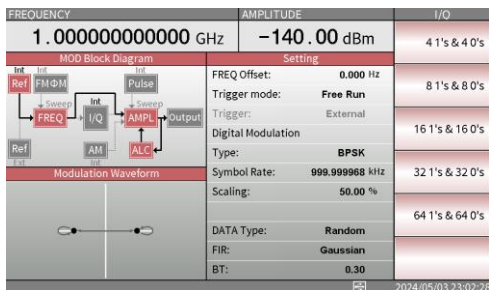 FREQUENCY
AMPLITUDE
I/Q
1.000000000000 GHz
-140.00 dBm
MOD Block Diagram
Int Int Int
Ref FMΦM Pulse
Sweep Int Sweep
FREQ I/Q AMPL Output
Ref AM ALC
Ext Int
Modulation Waveform
Setting
FREQ Offset: 0.000 Hz
Trigger mode: Free Run
Trigger: External
Digital Modulation
Type: BPSK
Symbol Rate: 999.999968 kHz
Scaling: 50.00 %
DATA Type: Random
FIR: Gaussian
BT: 0.30
4 1's & 4 0's
8 1's & 8 0's
16 1's & 16 0's
32 1's & 32 0's
64 1's & 64 0's
2024/05/03 23:02:28